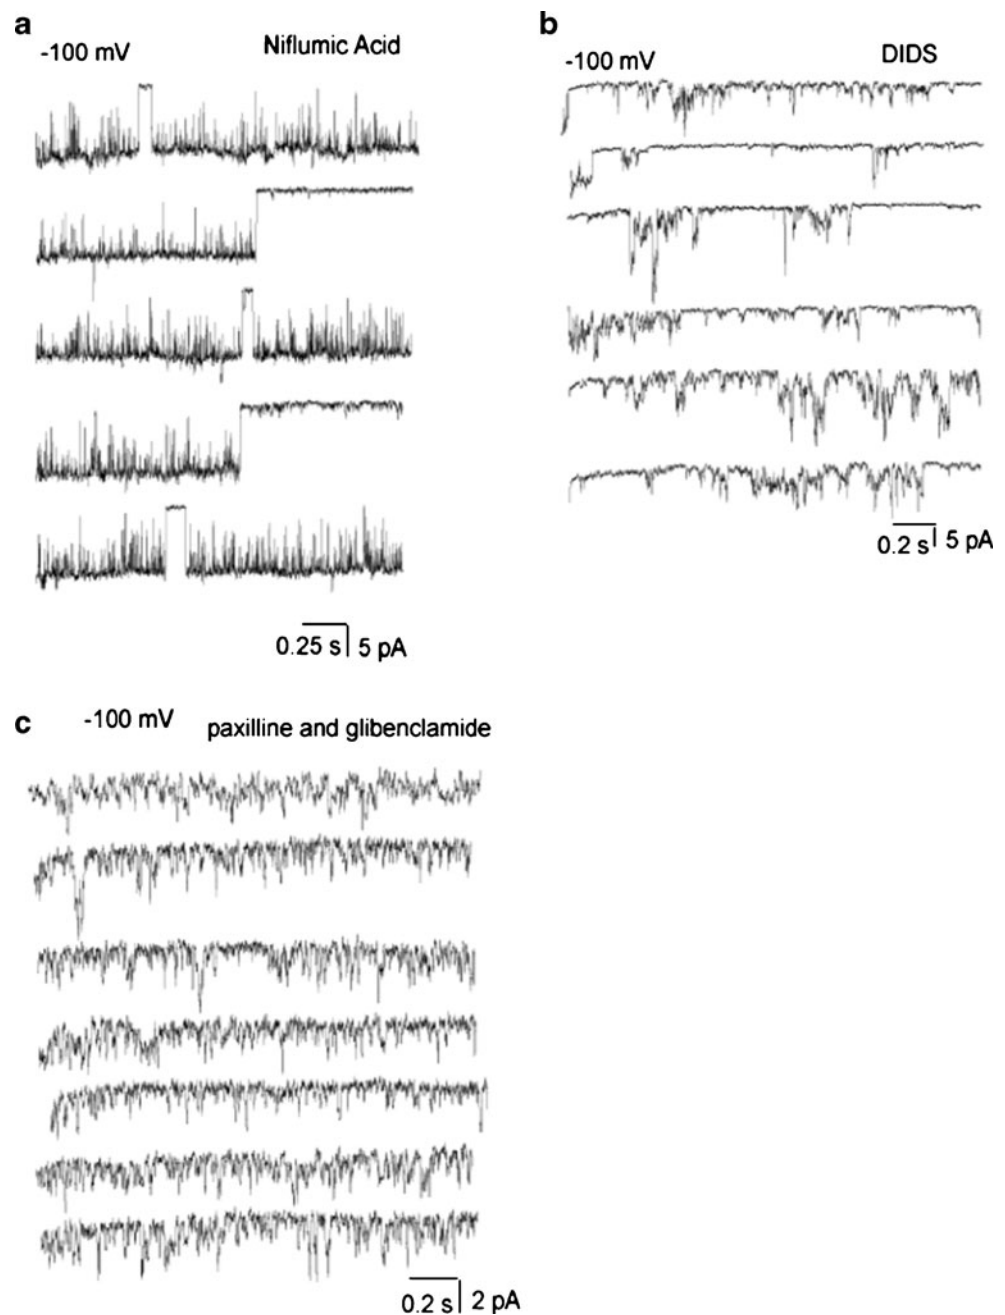 a
-100 mV
Niflumic Acid
0.25 s
5 pA
b
-100 mV
DIDS
0.2 s
5 pA
c
-100 mV
paxilline and glibenclamide
0.2 s
2 pA